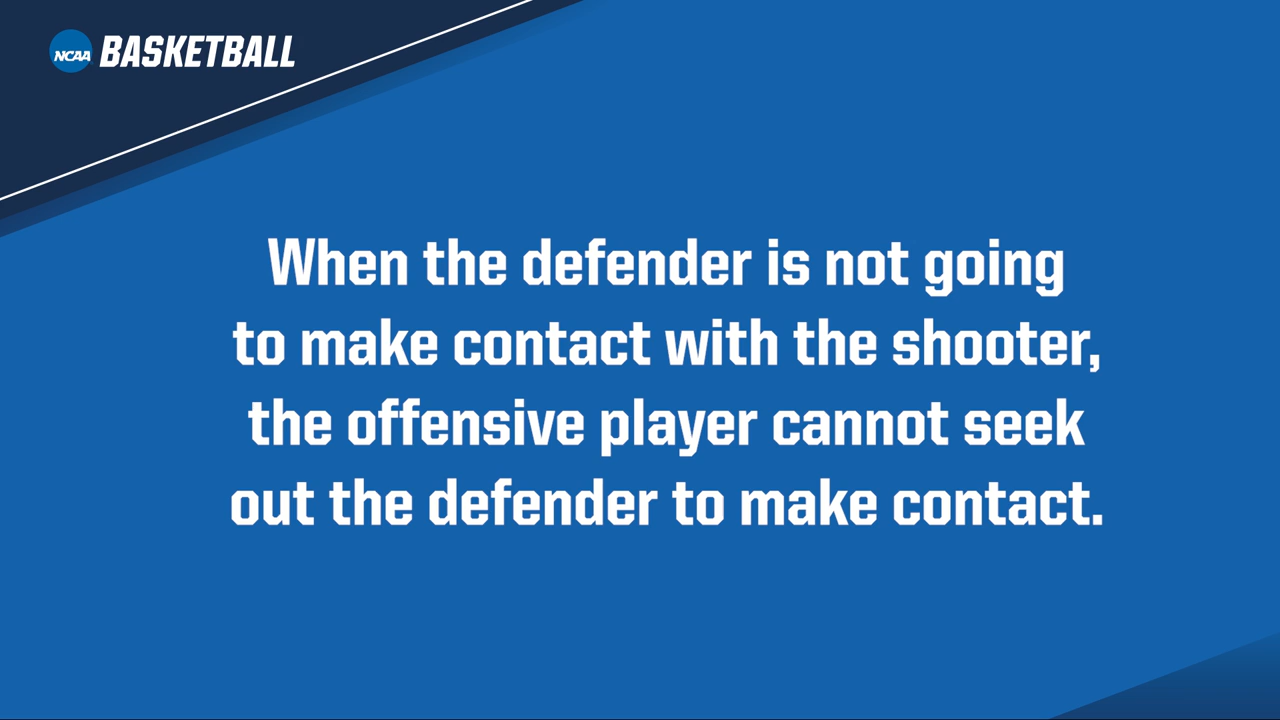 NCAA BASKETBALL
When the defender is not going
to make contact with the shooter,
the offensive player cannot seek
out the defender to make contact.